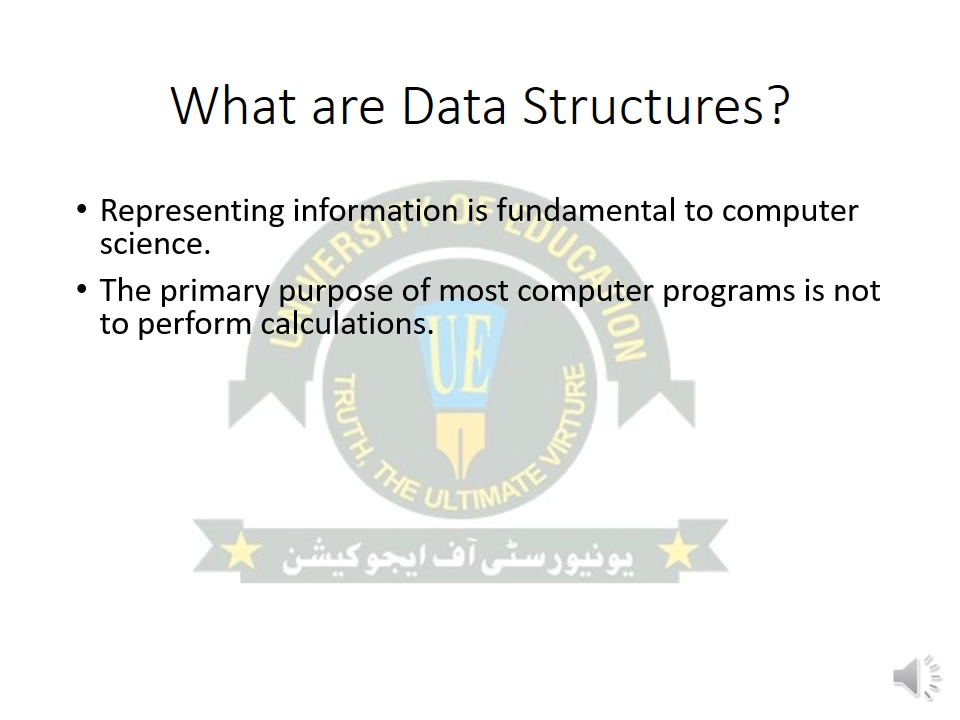 What are Data Structures?
• Representing information is fundamental to computer
science.
• The primary purpose of most computer programs is not
to perform calculations.
UNIVERSITY OF EDUCATION
UE
TRUTH, THE ULTIMATE VIRTURE
یونیورسٹی آف ایجوکیشن